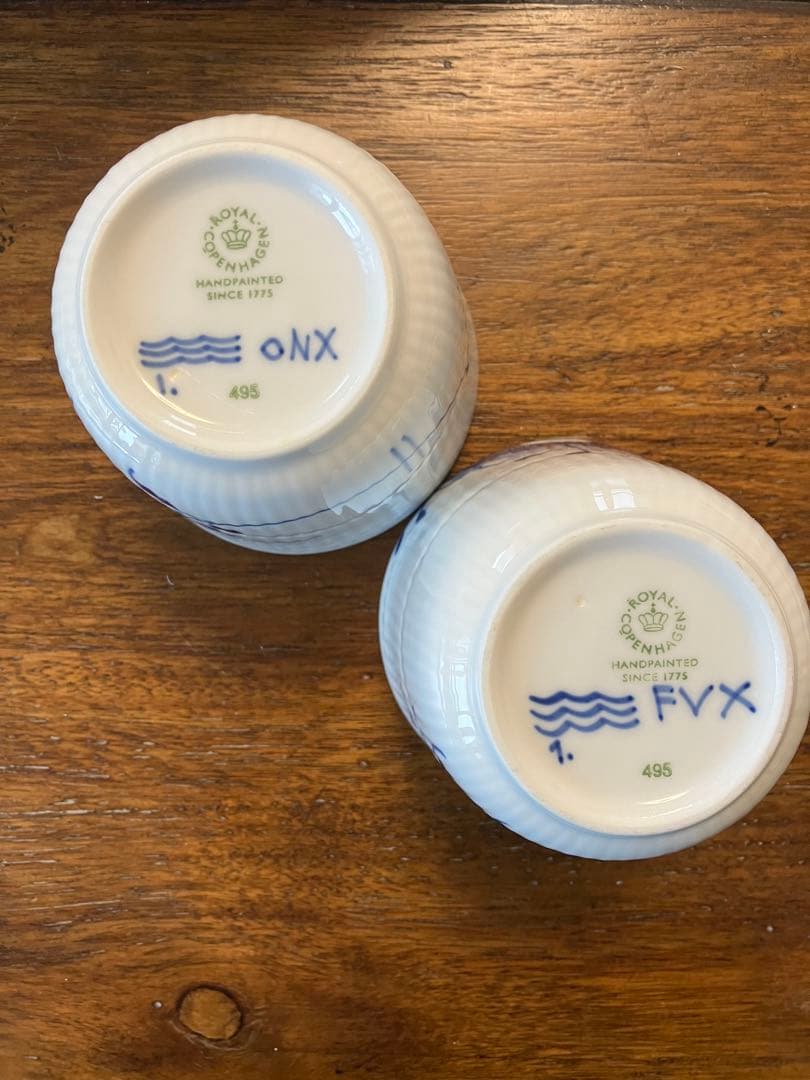 ROYAL COPENHAGEN
HANDPAINTED
SINCE 1775
ONX
1.
495
ROYAL COPENHAGEN
HANDPAINTED
SINCE 1775
FVX
1.
495